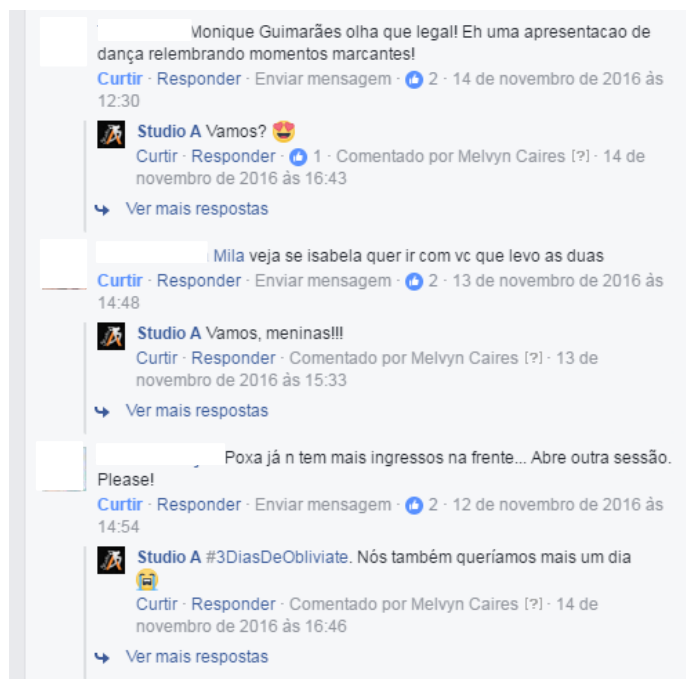 Monique Guimarães olha que legal! Eh uma apresentacao de
dança relembrando momentos marcantes!
Curtir · Responder · Enviar mensagem · 2 · 14 de novembro de 2016 às
12:30
Studio A Vamos?
Curtir · Responder · 1 · Comentado por Melvyn Caires [?] · 14 de
novembro de 2016 às 16:43
Ver mais respostas
Mila veja se isabela quer ir com vc que levo as duas
Curtir · Responder · Enviar mensagem · 2 · 13 de novembro de 2016 às
14:48
Studio A Vamos, meninas!!!
Curtir · Responder · Comentado por Melvyn Caires [?] · 13 de
novembro de 2016 às 15:33
Ver mais respostas
Poxa já n tem mais ingressos na frente... Abre outra sessão.
Please!
Curtir · Responder · Enviar mensagem · 2 · 12 de novembro de 2016 às
14:54
Studio A #3DiasDeObliviate. Nós também queríamos mais um dia
Curtir · Responder · Comentado por Melvyn Caires [?] · 14 de
novembro de 2016 às 16:46
Ver mais respostas